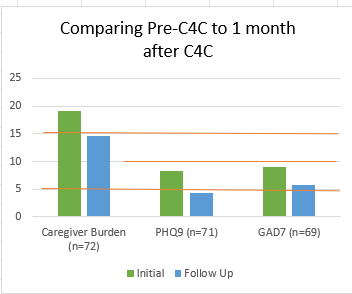 Comparing Pre-C4C to 1 month
after C4C
25
20
15
10
5
0
Caregiver Burden
(n=72)
PHQ9 (n=71)
GAD7 (n=69)
Initial
Follow Up